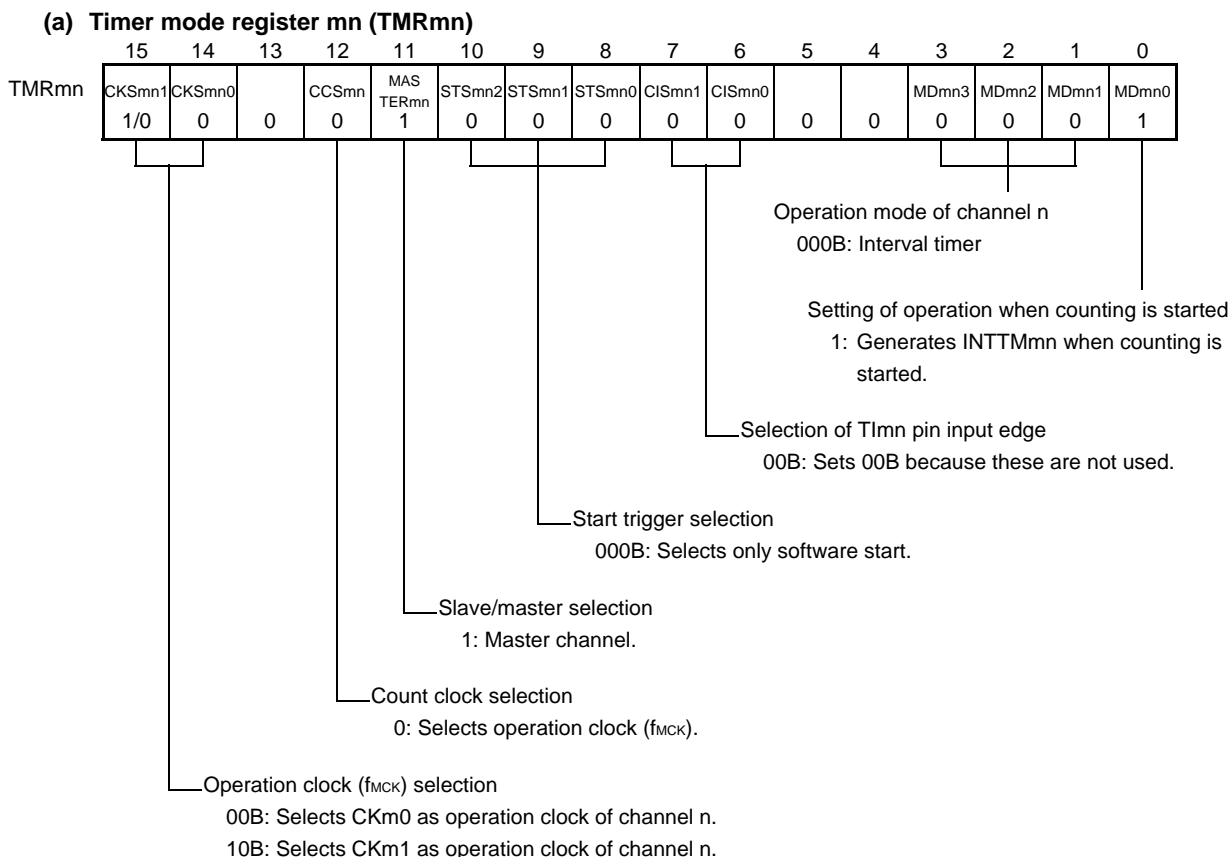 (a) Timer mode register mn (TMRmn)
15 14 13 12 11 10 9 8 7 6 5 4 3 2 1 0
TMRmn CKSmn1 CKSmn0 CCSmn MAS TERmn STSmn2 STSmn1 STSmn0 CISmn1 CISmn0 MDmn3 MDmn2 MDmn1 MDmn0
1/0 0 0 0 1 0 0 0 0 0 0 0 0 0 0 1
Operation mode of channel n
000B: Interval timer
Setting of operation when counting is started
1: Generates INTTMmn when counting is
started.
Selection of TImn pin input edge
00B: Sets 00B because these are not used.
Start trigger selection
000B: Selects only software start.
Slave/master selection
1: Master channel.
Count clock selection
0: Selects operation clock (fMCK).
Operation clock (fMCK) selection
00B: Selects CKm0 as operation clock of channel n.
10B: Selects CKm1 as operation clock of channel n.